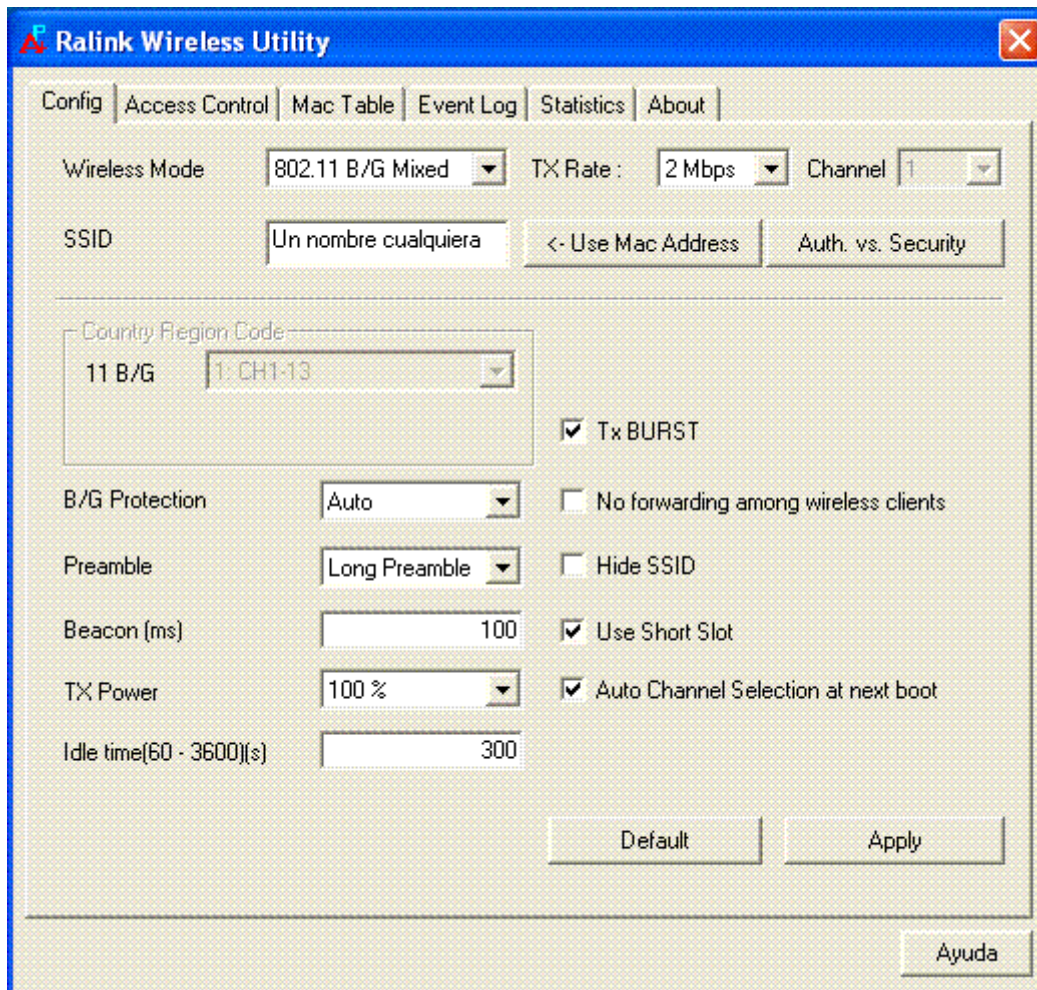 Ralink Wireless Utility
Config Access Control Mac Table Event Log Statistics About
Wireless Mode 802.11 B/G Mixed TX Rate : 2 Mbps Channel 1
SSID Un nombre cualquiera <- Use Mac Address Auth. vs. Security
Country Region Code
11 B/G 1: CH1-13
Tx BURST
B/G Protection Auto No forwarding among wireless clients
Preamble Long Preamble Hide SSID
Beacon (ms) 100 Use Short Slot
TX Power 100 % Auto Channel Selection at next boot
Idle time(60 - 3600)(s) 300
Default Apply
Ayuda